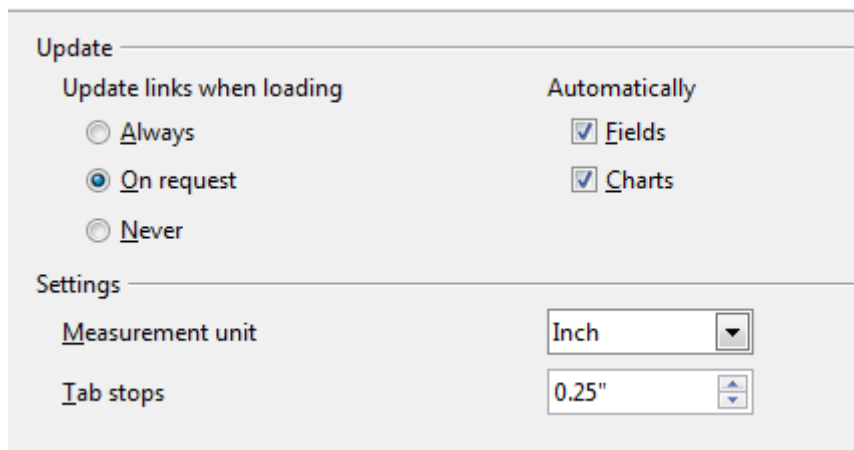 Update
Update links when loading
Automatically
Always
Fields
On request
Charts
Never
Settings
Measurement unit
Inch
Tab stops
0.25"